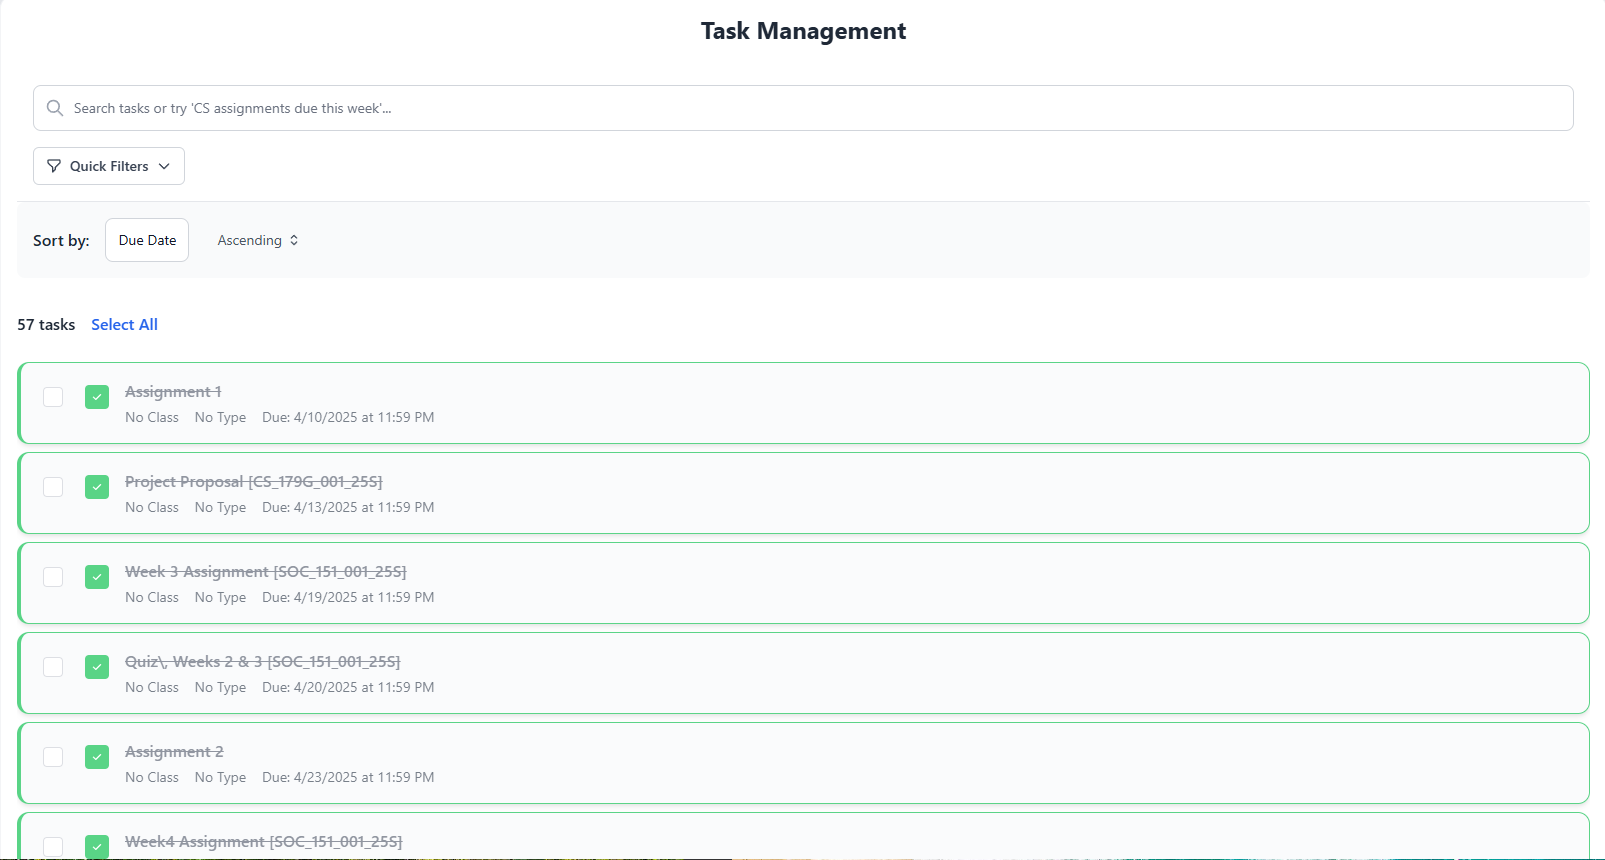 Task Management
Search tasks or try 'CS assignments due this week'...
Quick Filters
Sort by: Due Date Ascending
57 tasks Select All
Assignment 1
No Class No Type Due: 4/10/2025 at 11:59 PM
Project Proposal [CS_179G_001_25S]
No Class No Type Due: 4/13/2025 at 11:59 PM
Week 3 Assignment [SOC_151_001_25S]
No Class No Type Due: 4/19/2025 at 11:59 PM
Quiz\, Weeks 2 & 3 [SOC_151_001_25S]
No Class No Type Due: 4/20/2025 at 11:59 PM
Assignment 2
No Class No Type Due: 4/23/2025 at 11:59 PM
Week4 Assignment [SOC_151_001_25S]